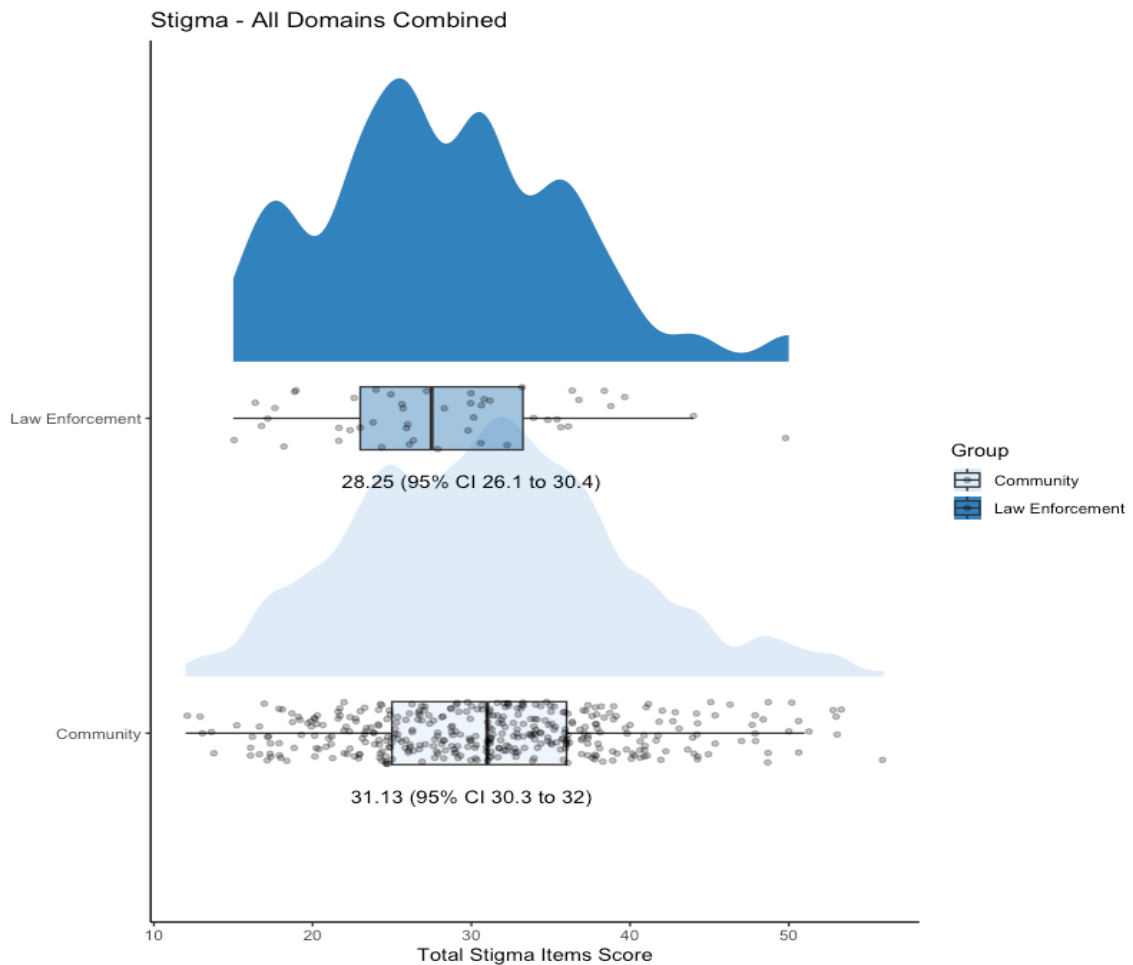 Stigma - All Domains Combined
Law Enforcement
28.25 (95% CI 26.1 to 30.4)
Group
Community
Law Enforcement
Community
31.13 (95% CI 30.3 to 32)
10
20
30
40
50
Total Stigma Items Score